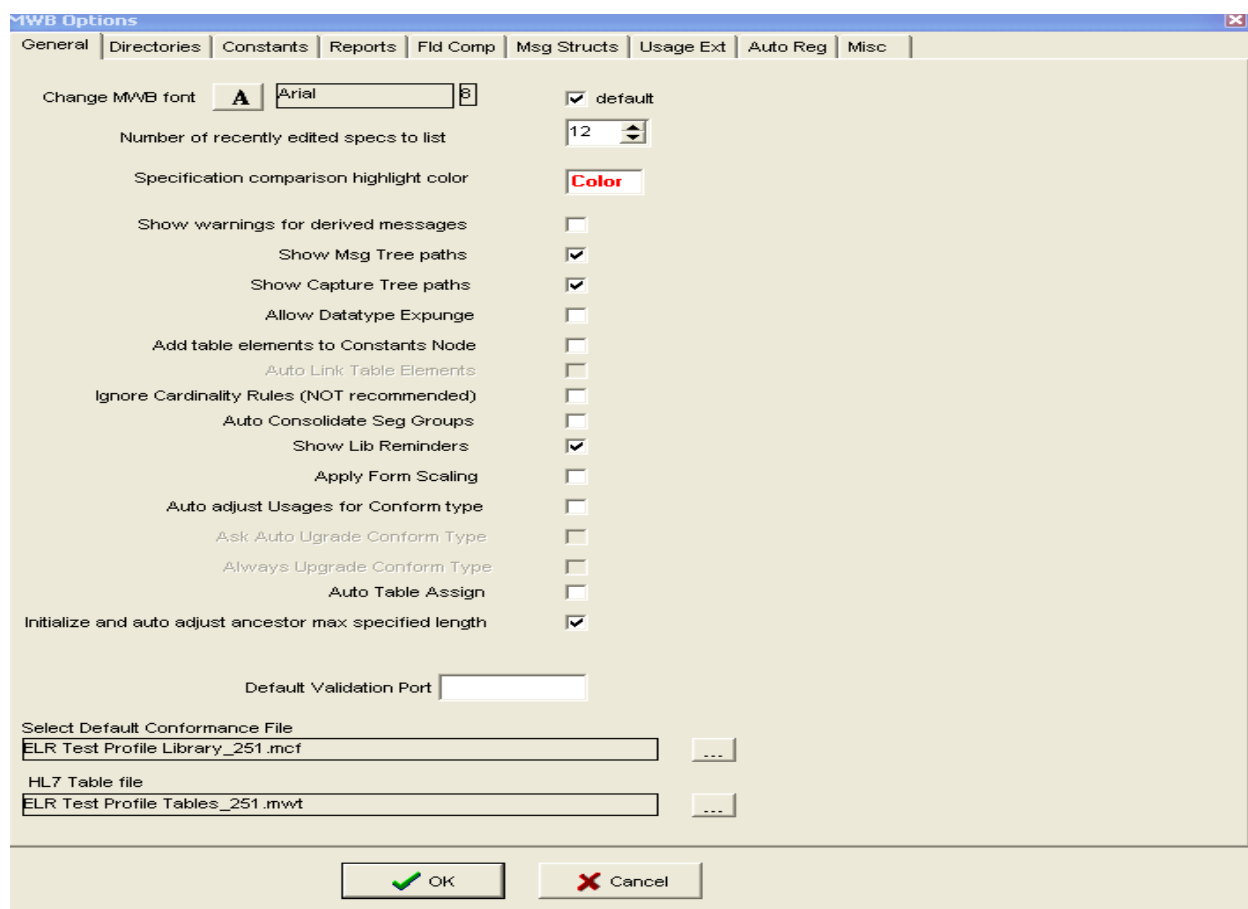 MWB Options
General Directories Constants Reports Fld Comp Msg Structs Usage Ext Auto Reg Misc
Change MWB font A Arial 8 default
Number of recently edited specs to list 12
Specification comparison highlight color Color
Show warnings for derived messages
Show Msg Tree paths
Show Capture Tree paths
Allow Datatype Expunge
Add table elements to Constants Node
Auto Link Table Elements
Ignore Cardinality Rules (NOT recommended)
Auto Consolidate Seg Groups
Show Lib Reminders
Apply Form Scaling
Auto adjust Usages for Conform type
Ask Auto Ugrade Conform Type
Always Upgrade Conform Type
Auto Table Assign
Initialize and auto adjust ancestor max specified length
Default Validation Port
Select Default Conformance File
ELR Test Profile Library_251.mcf ...
HL7 Table file
ELR Test Profile Tables_251.mwt ...
OK Cancel